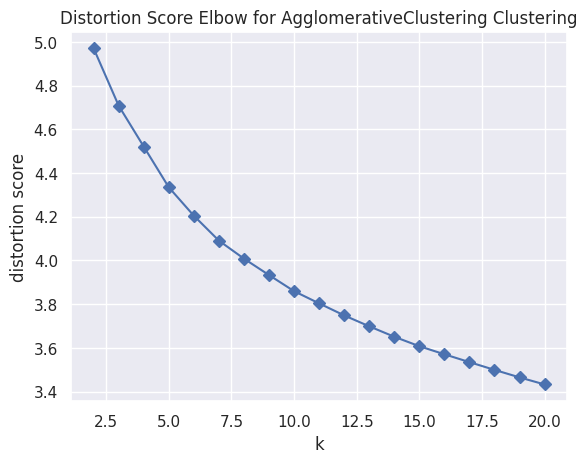 Distortion Score Elbow for AgglomerativeClustering Clustering
5.0
4.8
4.6
4.4
4.2
4.0
3.8
3.6
3.4
distortion score
2.5 5.0 7.5 10.0 12.5 15.0 17.5 20.0
k